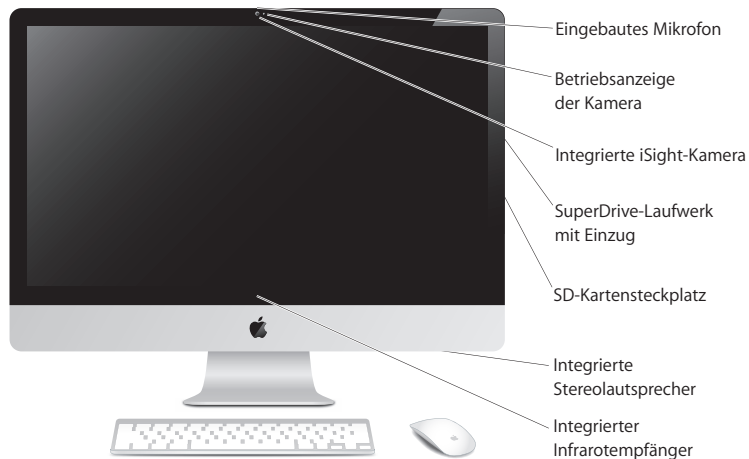 Eingebautes Mikrofon
Betriebsanzeige
der Kamera
Integrierte iSight-Kamera
SuperDrive-Laufwerk
mit Einzug
SD-Kartensteckplatz
Integrierte
Stereolautsprecher
Integrierter
Infrarotempfänger